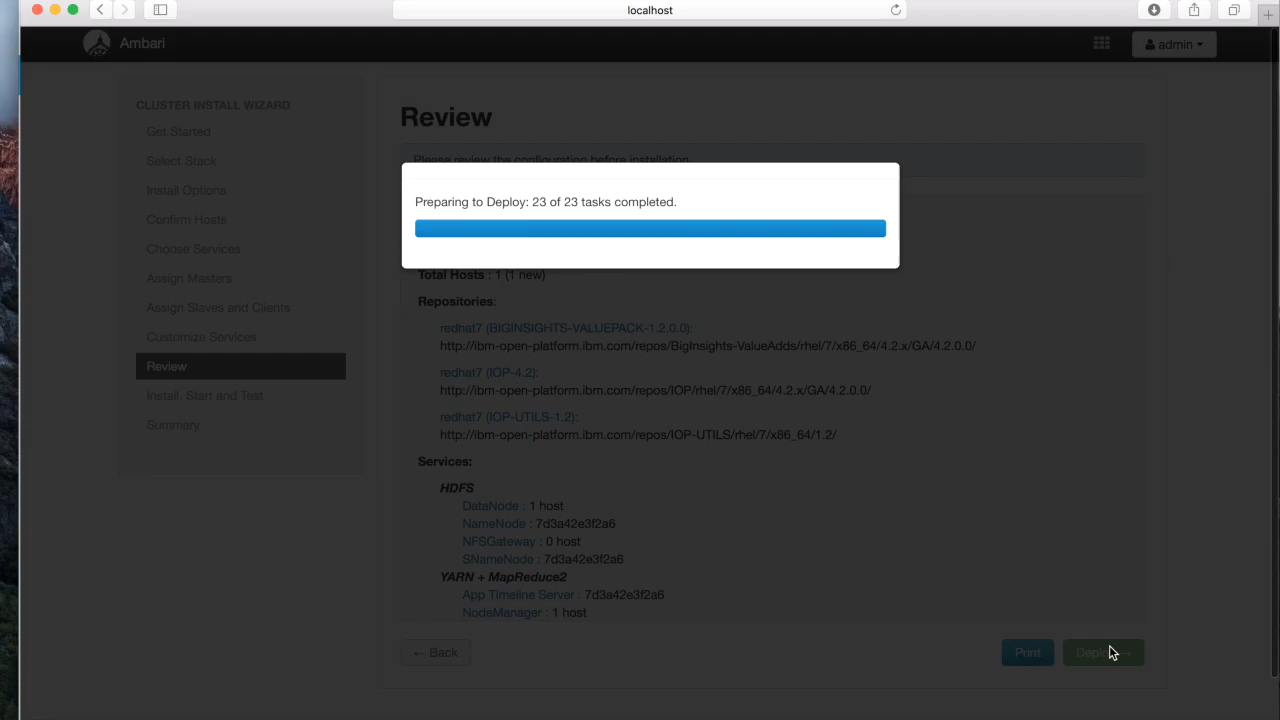 localhost
Ambari
admin
CLUSTER INSTALL WIZARD
Get Started
Select Stack
Install Options
Confirm Hosts
Choose Services
Assign Masters
Assign Slaves and Clients
Customize Services
Review
Install, Start and Test
Summary
Review
Please review the configuration before installation
Preparing to Deploy: 23 of 23 tasks completed.
Total Hosts : 1 (1 new)
Repositories:
redhat7 (BIGINSIGHTS-VALUEPACK-1.2.0.0):
http://ibm-open-platform.ibm.com/repos/BigInsights-ValueAdds/rhel/7/x86_64/4.2.x/GA/4.2.0.0/
redhat7 (IOP-4.2):
http://ibm-open-platform.ibm.com/repos/IOP/rhel/7/x86_64/4.2.x/GA/4.2.0.0/
redhat7 (IOP-UTILS-1.2):
http://ibm-open-platform.ibm.com/repos/IOP-UTILS/rhel/7/x86_64/1.2/
Services:
HDFS
DataNode : 1 host
NameNode : 7d3a42e3f2a6
NFSGateway : 0 host
SNameNode : 7d3a42e3f2a6
YARN + MapReduce2
App Timeline Server : 7d3a42e3f2a6
NodeManager : 1 host
← Back
Print
Deploy →